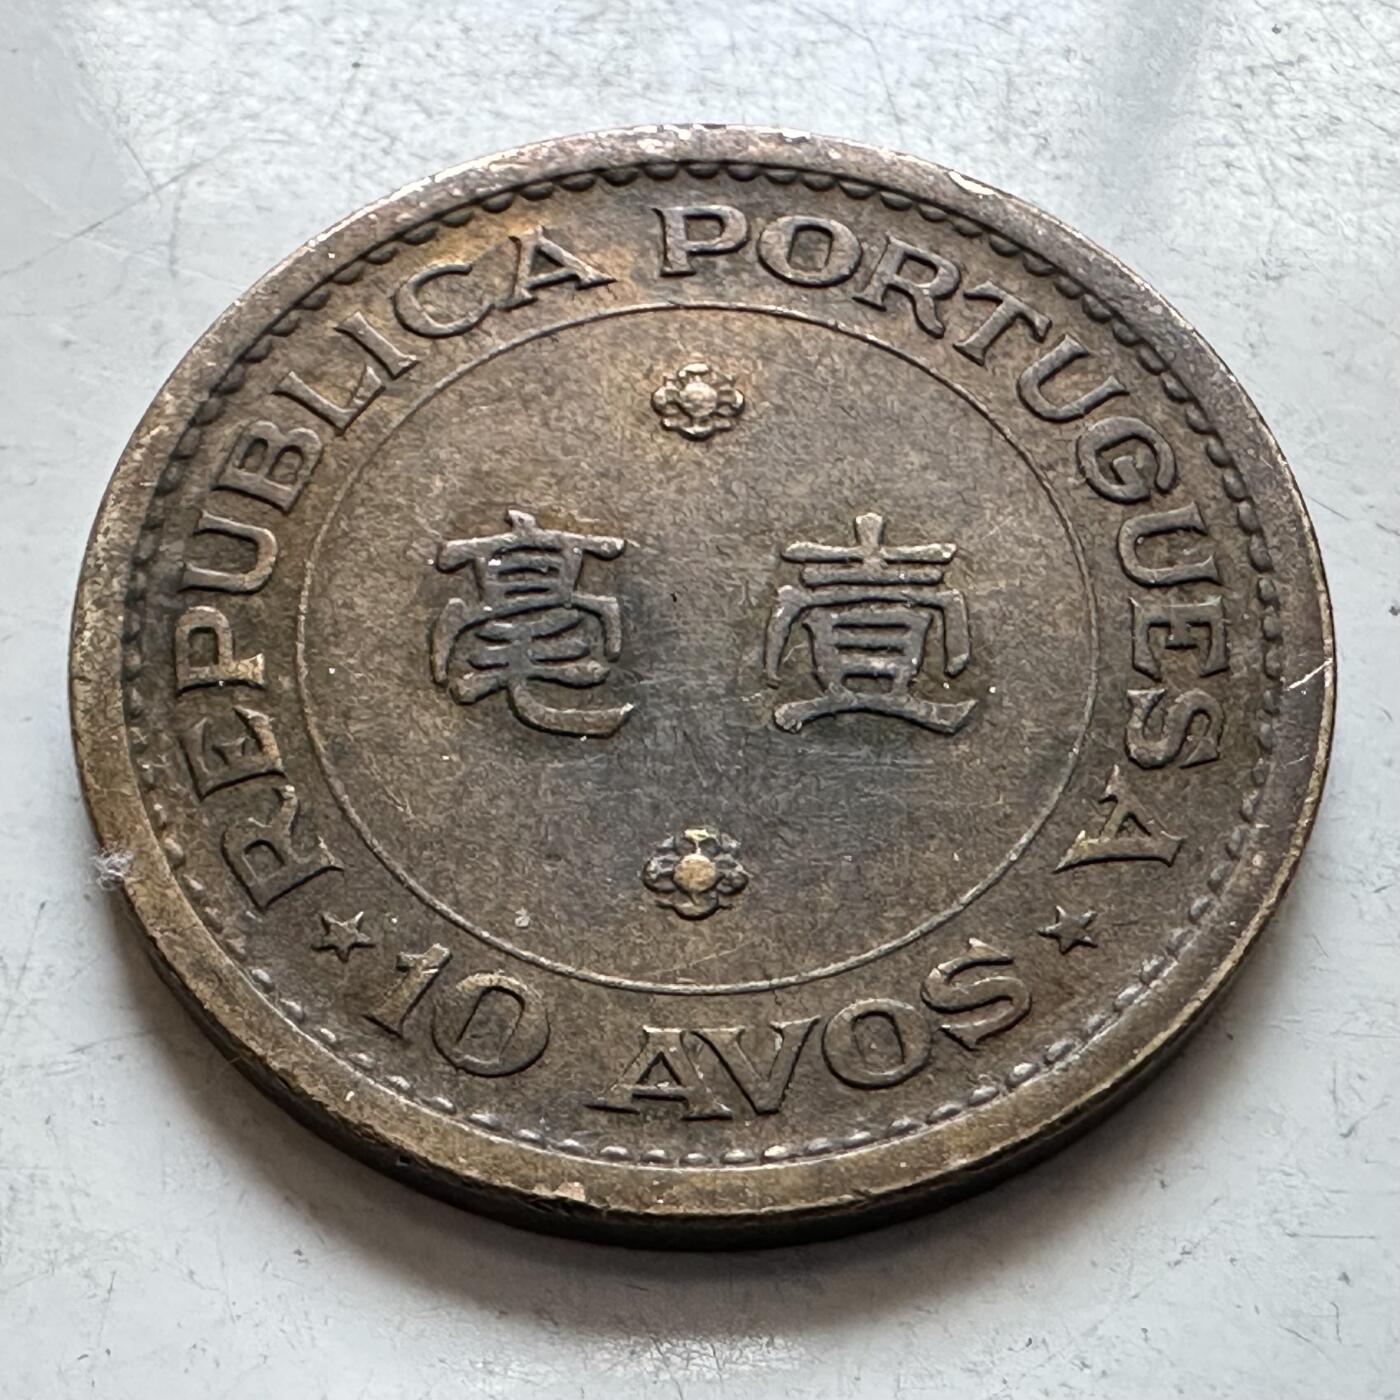 REPUBLICA PORTUGUESA
壹毫
★ 10 AVOS ★